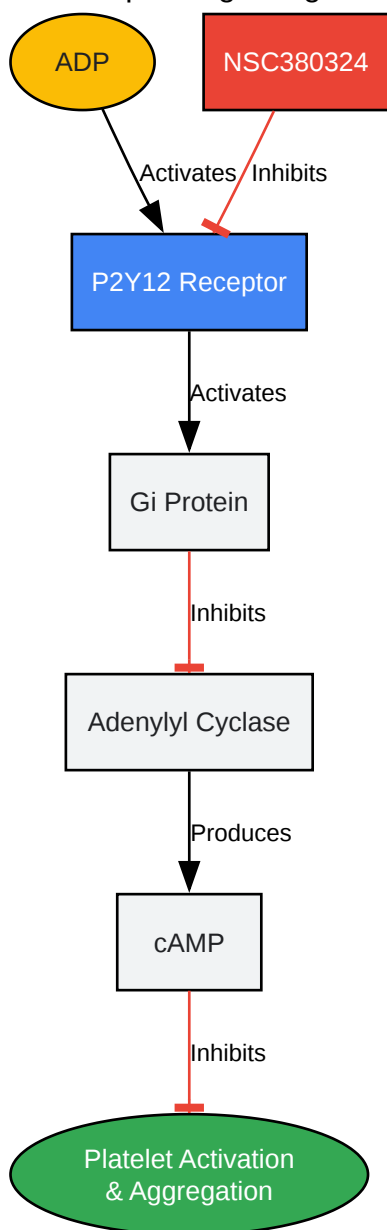 ADP
NSC380324
Activates
Inhibits
P2Y12 Receptor
Activates
Gi Protein
Inhibits
Adenylyl Cyclase
Produces
cAMP
Inhibits
Platelet Activation
& Aggregation